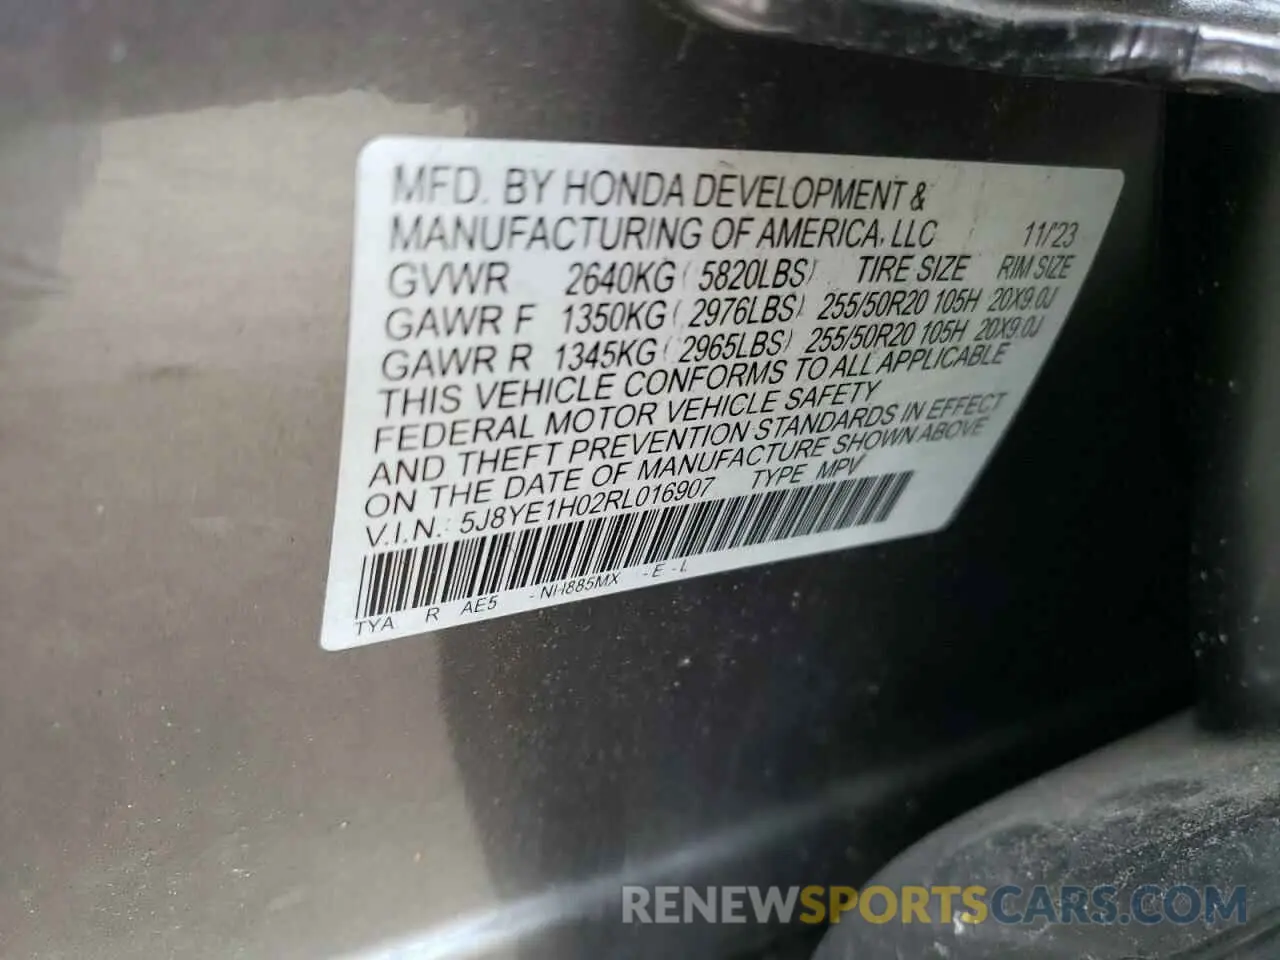 MFD. BY HONDA DEVELOPMENT &
MANUFACTURING OF AMERICA, LLC 11/23
GVWR 2640KG ( 5820LBS) TIRE SIZE RIM SIZE
GAWR F 1350KG ( 2976LBS) 255/50R20 105H 20X9.0J
GAWR R 1345KG ( 2965LBS) 255/50R20 105H 20X9.0J
THIS VEHICLE CONFORMS TO ALL APPLICABLE
FEDERAL MOTOR VEHICLE SAFETY
AND THEFT PREVENTION STANDARDS IN EFFECT
ON THE DATE OF MANUFACTURE SHOWN ABOVE
V.I.N.: 5J8YE1H02RL016907 TYPE MPV
TYA R AE5 - NH885MX - E - L
RENEWSPORTSCARS.COM